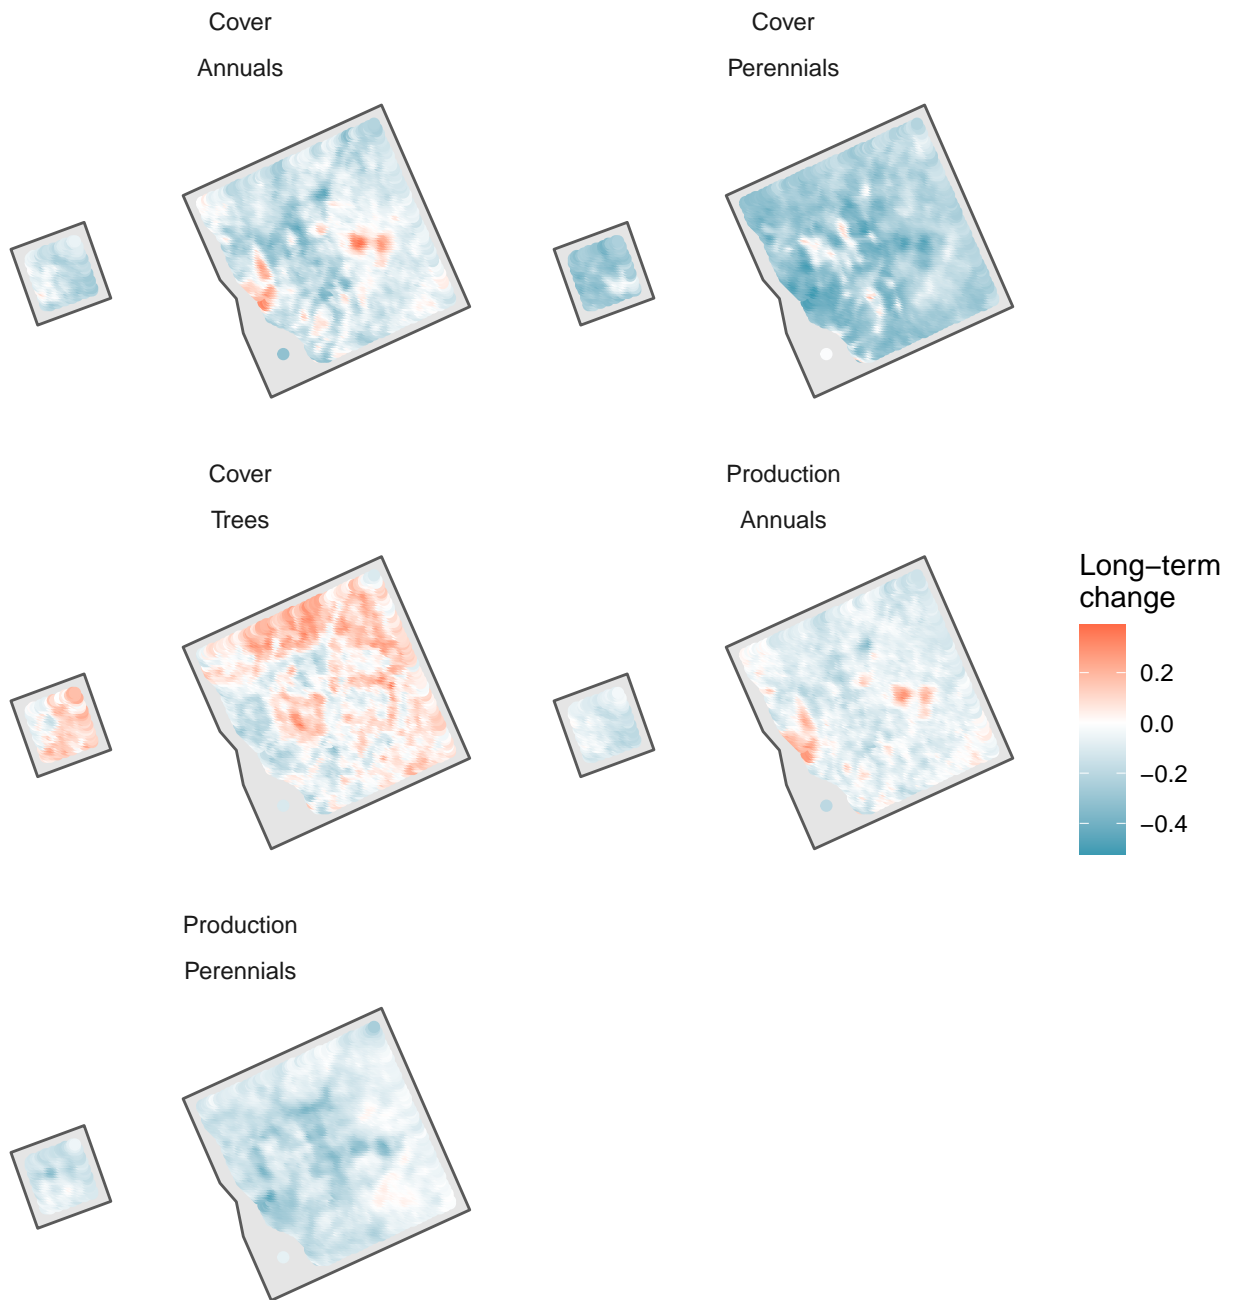 Cover
Annuals
Cover
Perennials
Cover
Trees
Production
Annuals
Long−term
change
0.2
0.0
−0.2
−0.4
Production
Perennials